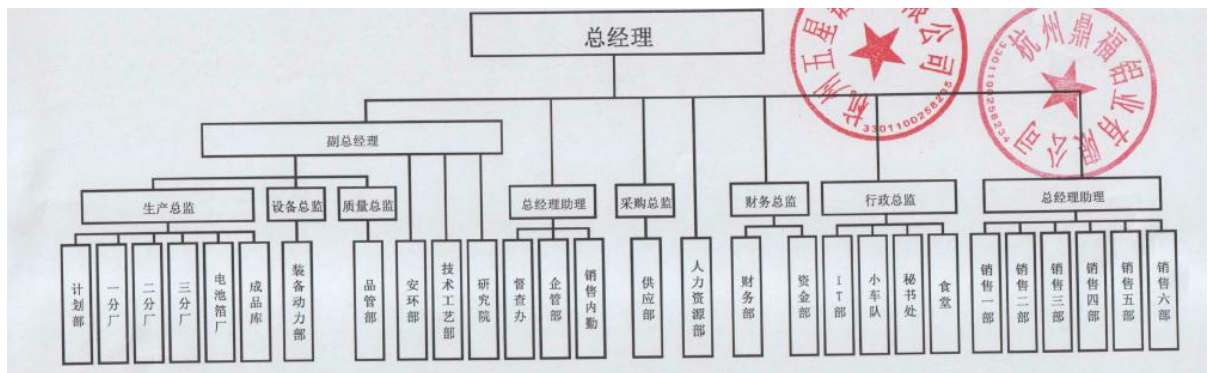 总经理
副总经理
生产总监
设备总监
质量总监
总经理助理
采购总监
财务总监
行政总监
总经理助理
计划部
一分厂
二分厂
三分厂
电池箔厂
成品库
装备动力部
品管部
安环部
技术工艺部
研究院
督查办
企管部
销售内勤
供应部
人力资源部
财务部
资金部
IT部
小车队
秘书处
食堂
销售一部
销售二部
销售三部
销售四部
销售五部
销售六部
杭州五星
限公司
3301100258235
杭州鼎福铝业有限公司
3301100258234